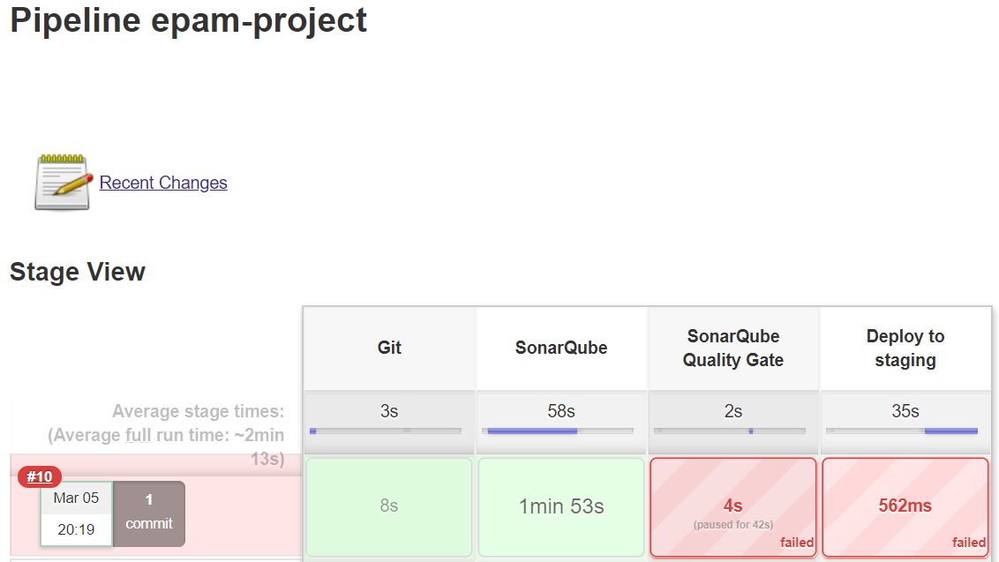 Pipeline epam-project
Recent Changes
Stage View
Git
SonarQube
SonarQube
Quality Gate
Deploy to
staging
Average stage times:
(Average full run time: ~2min
13s)
3s
58s
2s
35s
#10
Mar 05
20:19
1
commit
8s
1min 53s
4s
(paused for 42s)
failed
562ms
failed